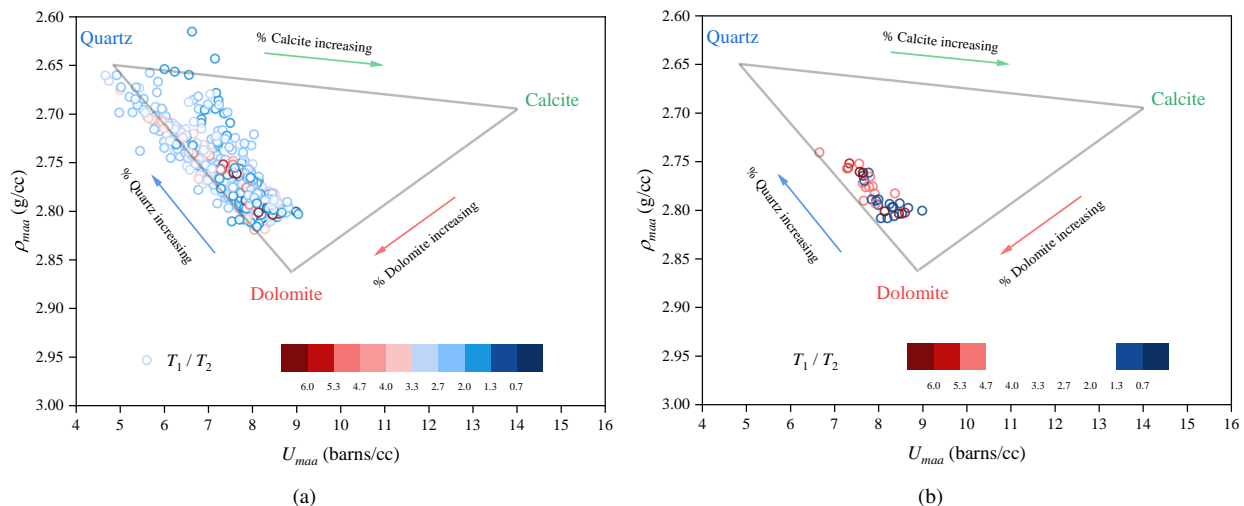 2.60
2.65
2.70
2.75
2.80
2.85
2.90
2.95
3.00
ρmaa (g/cc)
Quartz
% Calcite increasing
Calcite
% Quartz increasing
% Dolomite increasing
Dolomite
T1 / T2
6.0 5.3 4.7 4.0 3.3 2.7 2.0 1.3 0.7
4 5 6 7 8 9 10 11 12 13 14 15 16
Umaa (barns/cc)
(a)
2.60
2.65
2.70
2.75
2.80
2.85
2.90
2.95
3.00
ρmaa (g/cc)
Quartz
% Calcite increasing
Calcite
% Quartz increasing
% Dolomite increasing
Dolomite
T1 / T2
6.0 5.3 4.7 4.0 3.3 2.7 2.0 1.3 0.7
4 5 6 7 8 9 10 11 12 13 14 15 16
Umaa (barns/cc)
(b)